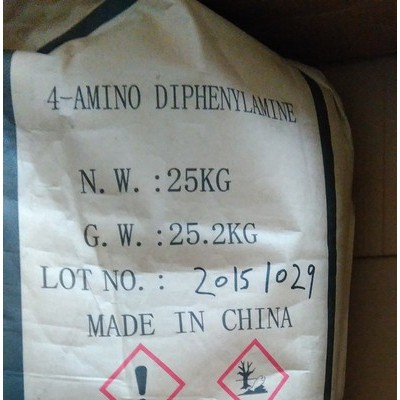 4-AMINO DIPHENYLAMINE
N.W.:25KG
G.W.:25.2KG
LOT NO.: 20151029
MADE IN CHINA